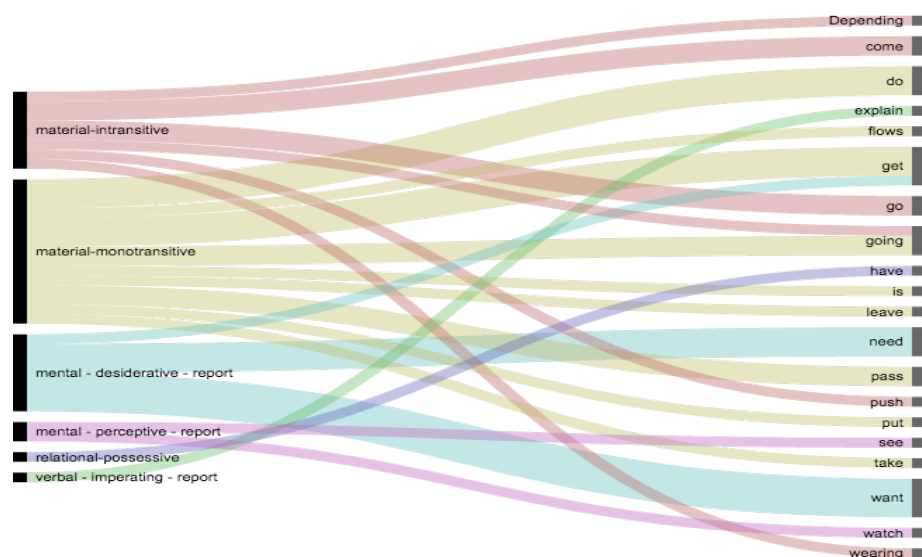 material-intransitive
material-monotransitive
mental - desiderative - report
mental - perceptive - report
relational-possessive
verbal - imperating - report
Depending
come
do
explain
flows
get
go
going
have
is
leave
need
pass
push
put
see
take
want
watch
wearing